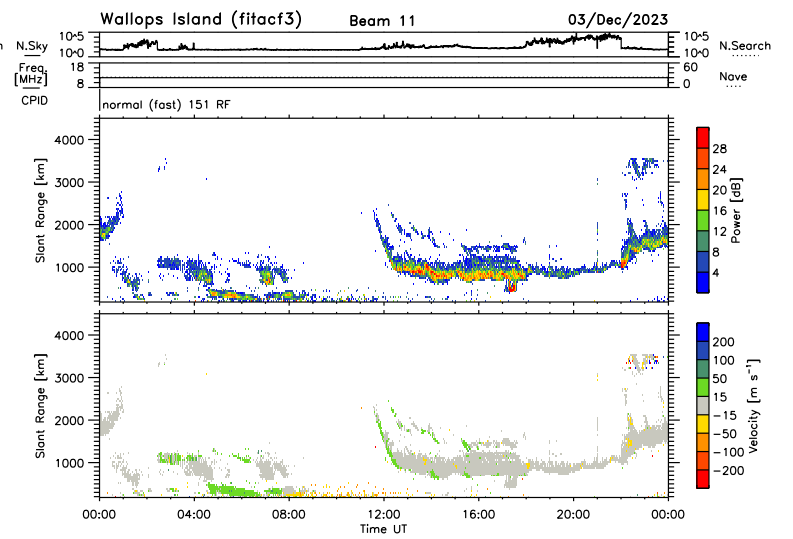 Wallops Island (fitacf3) Beam 11 03/Dec/2023
n N.Sky 10^5 10^0 10^5 10^0 N.Search
Freq. [MHz] 18 8 60 0 Nave
CPID normal (fast) 151 RF
Slant Range [km]
4000
3000
2000
1000
28
24
20
16
12
8
4
Power [dB]
Slant Range [km]
4000
3000
2000
1000
200
100
50
15
-15
-50
-100
-200
Velocity [m s⁻¹]
00:00 04:00 08:00 12:00 16:00 20:00 00:00
Time UT